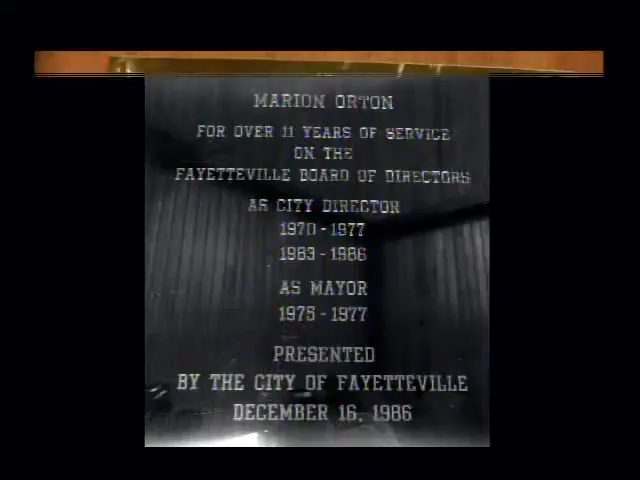 MARION ORTON
FOR OVER 11 YEARS OF SERVICE
ON THE
FAYETTEVILLE BOARD OF DIRECTORS
AS CITY DIRECTOR
1970 - 1977
1983 - 1986
AS MAYOR
1975 - 1977
PRESENTED
BY THE CITY OF FAYETTEVILLE
DECEMBER 16, 1986